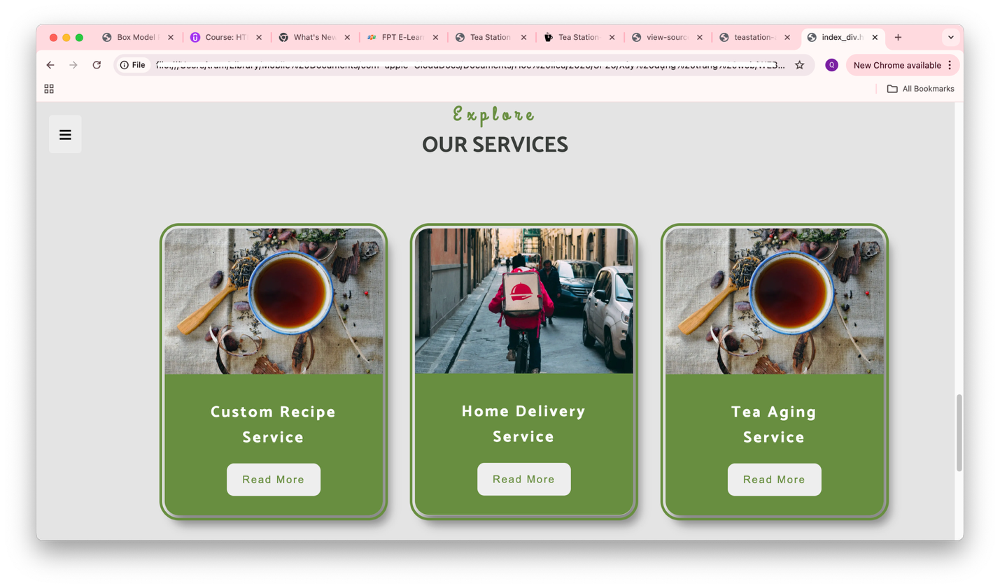 Box Model
Course: HT
What's New
FPT E-Lear
Tea Station
Tea Station
view-sourc
teastation-
index_div.h
File
New Chrome available
Q
All Bookmarks
Explore
OUR SERVICES
Custom Recipe
Service
Read More
Home Delivery
Service
Read More
Tea Aging
Service
Read More